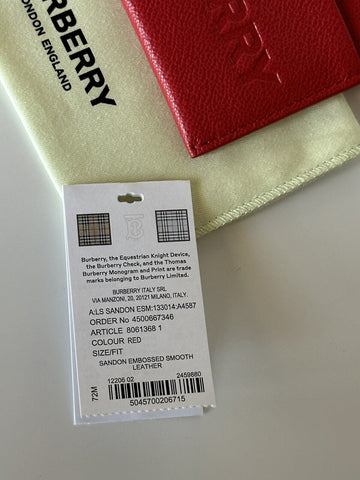 BURBERRY
LONDON ENGLAND
BURBERRY
Burberry, the Equestrian Knight Device,
the Burberry Check, and the Thomas
Burberry Monogram and Print are trade
marks belonging to Burberry Limited.
BURBERRY ITALY SRL
VIA MANZONI, 20, 20121 MILANO, ITALY.
A:LS SANDON ESM:133014:A4587
ORDER No 4500667346
ARTICLE 8061368 1
COLOUR RED
SIZE/FIT
SANDON EMBOSSED SMOOTH
LEATHER
72M
12206 02 2459880
5045700206715